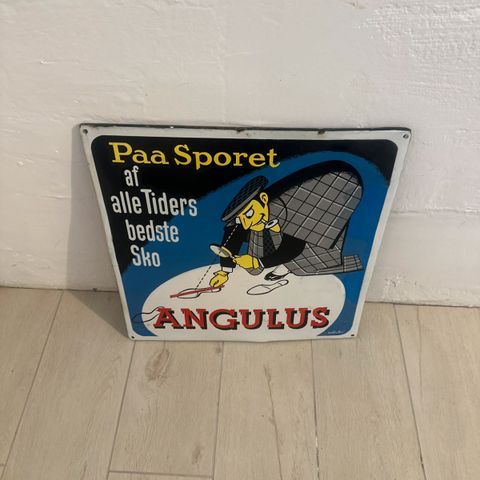 Paa Sporet
af
alle Tiders
bedste
Sko
ANGULUS